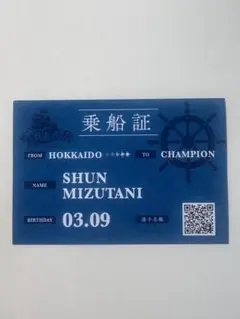 乗船証
FROM HOKKAIDO TO CHAMPION
NAME SHUN
MIZUTANI
BIRTHDAY 03.09